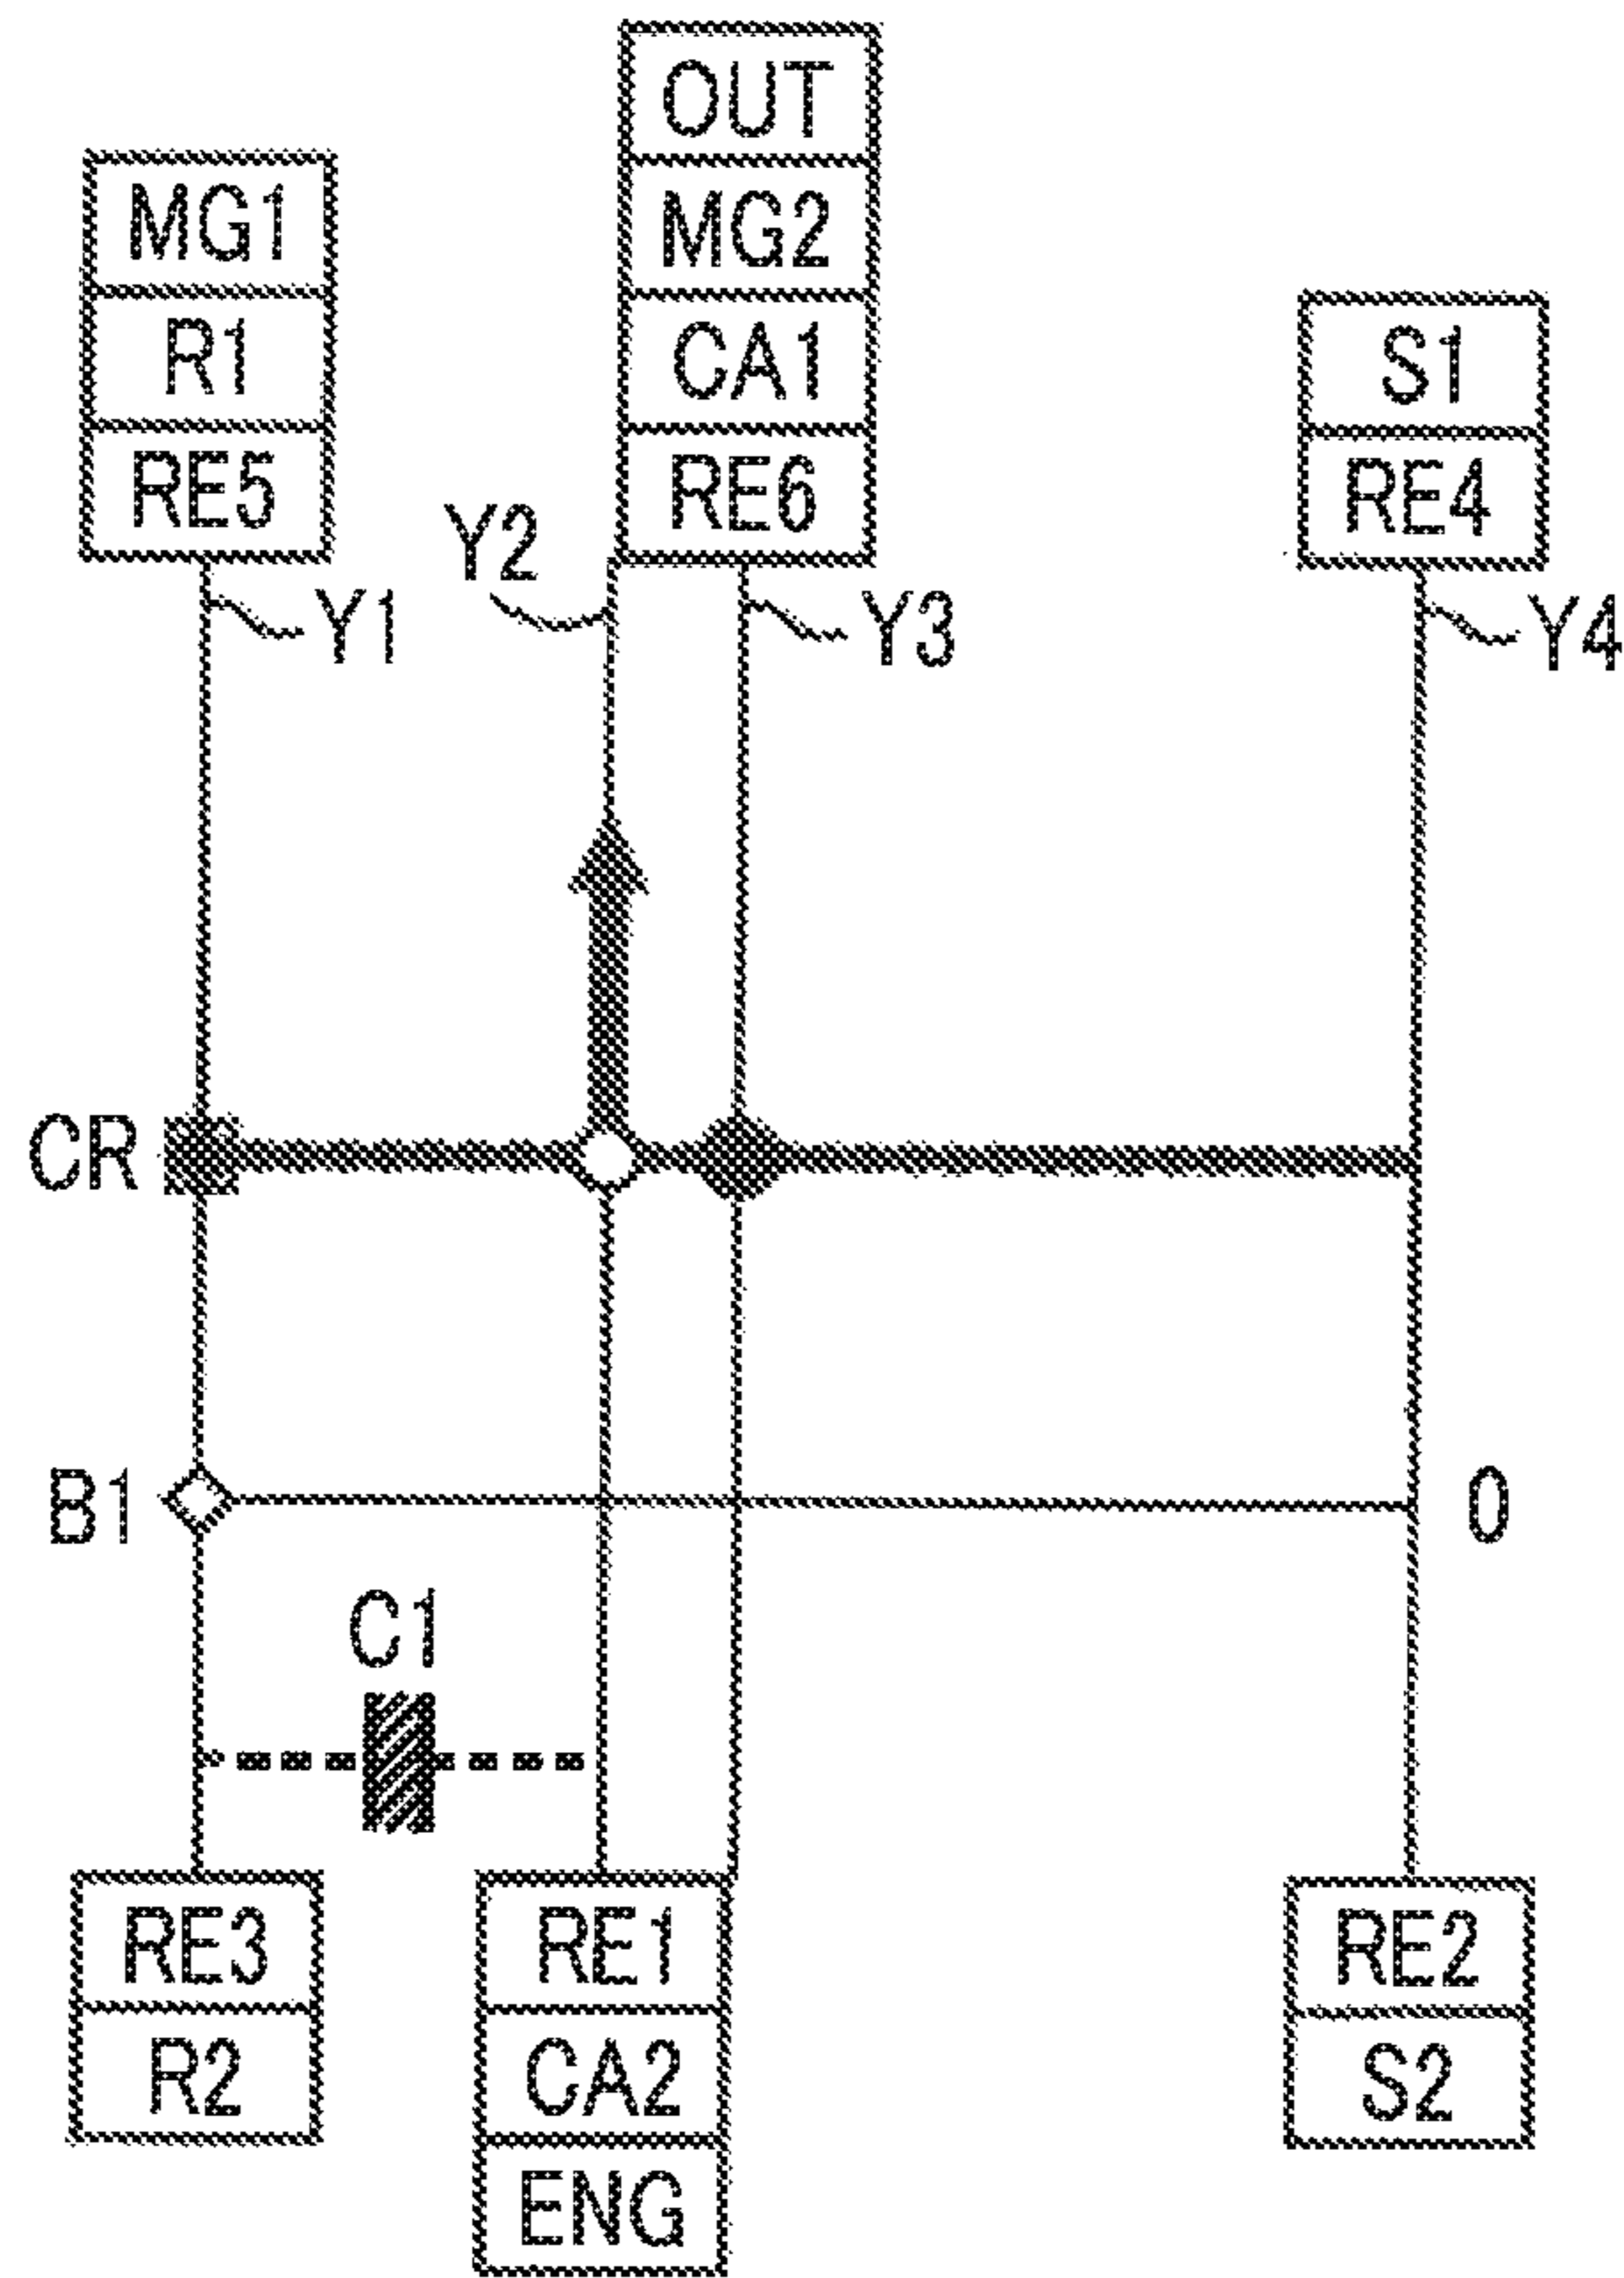 OUT
MG1
MG2
R1
CA1
S1
RE5
RE6
RE4
Y2
Y1
Y3
Y4
CR
B1
0
C1
RE3
RE1
RE2
R2
CA2
S2
ENG